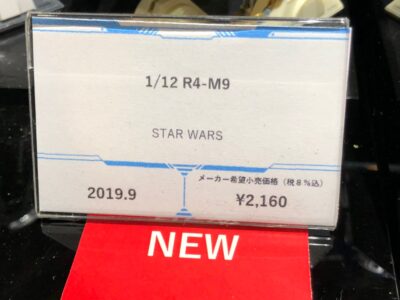 1/12 R4-M9
STAR WARS
メーカー希望小売価格（税８％込）
2019.9
¥2,160
NEW